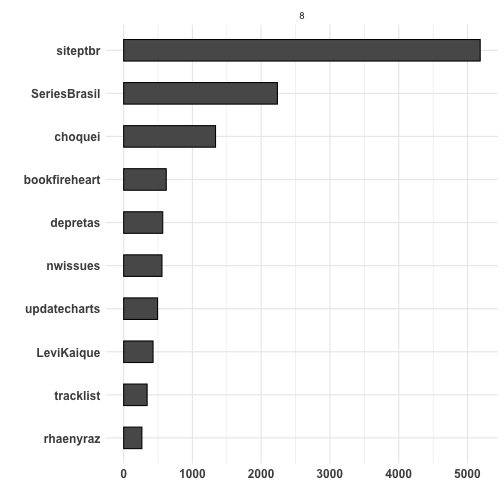 8
siteptbr
SeriesBrasil
choquei
bookfireheart
depretas
nwissues
updatecharts
LeviKaique
tracklist
rhaenyraz
0 1000 2000 3000 4000 5000